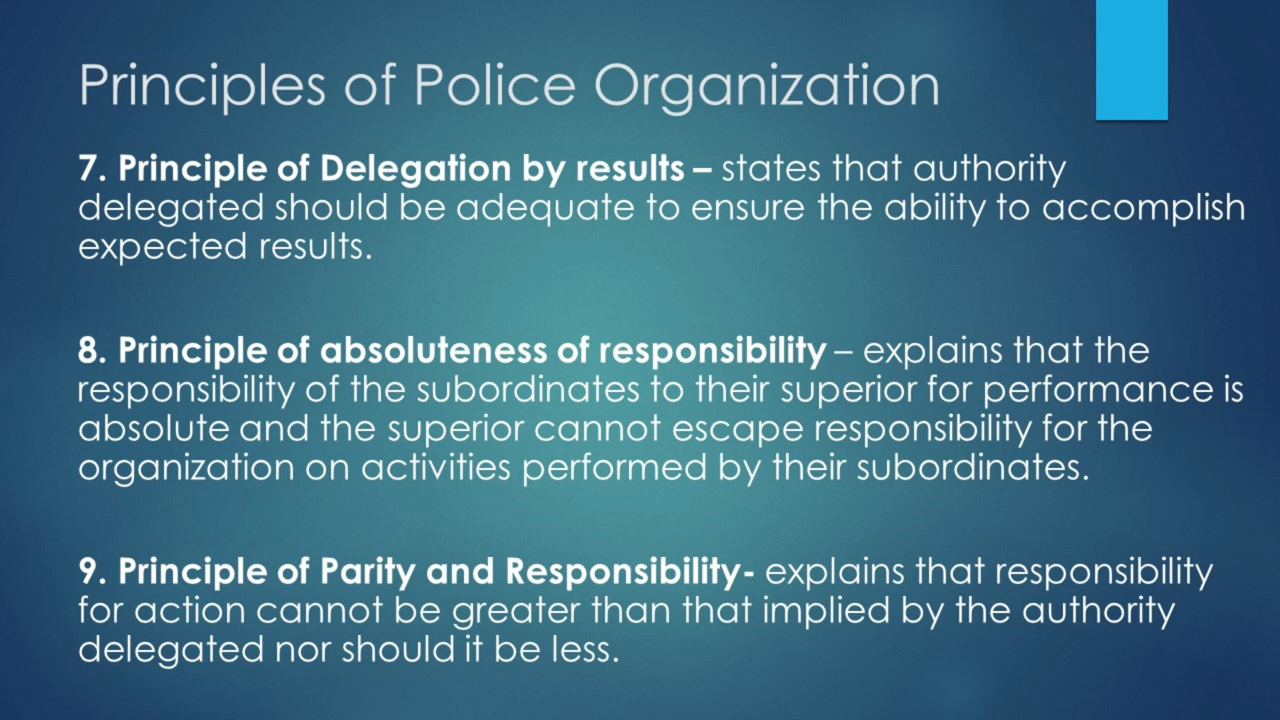 Principles of Police Organization
7. Principle of Delegation by results – states that authority
delegated should be adequate to ensure the ability to accomplish
expected results.
8. Principle of absoluteness of responsibility – explains that the
responsibility of the subordinates to their superior for performance is
absolute and the superior cannot escape responsibility for the
organization on activities performed by their subordinates.
9. Principle of Parity and Responsibility- explains that responsibility
for action cannot be greater than that implied by the authority
delegated nor should it be less.